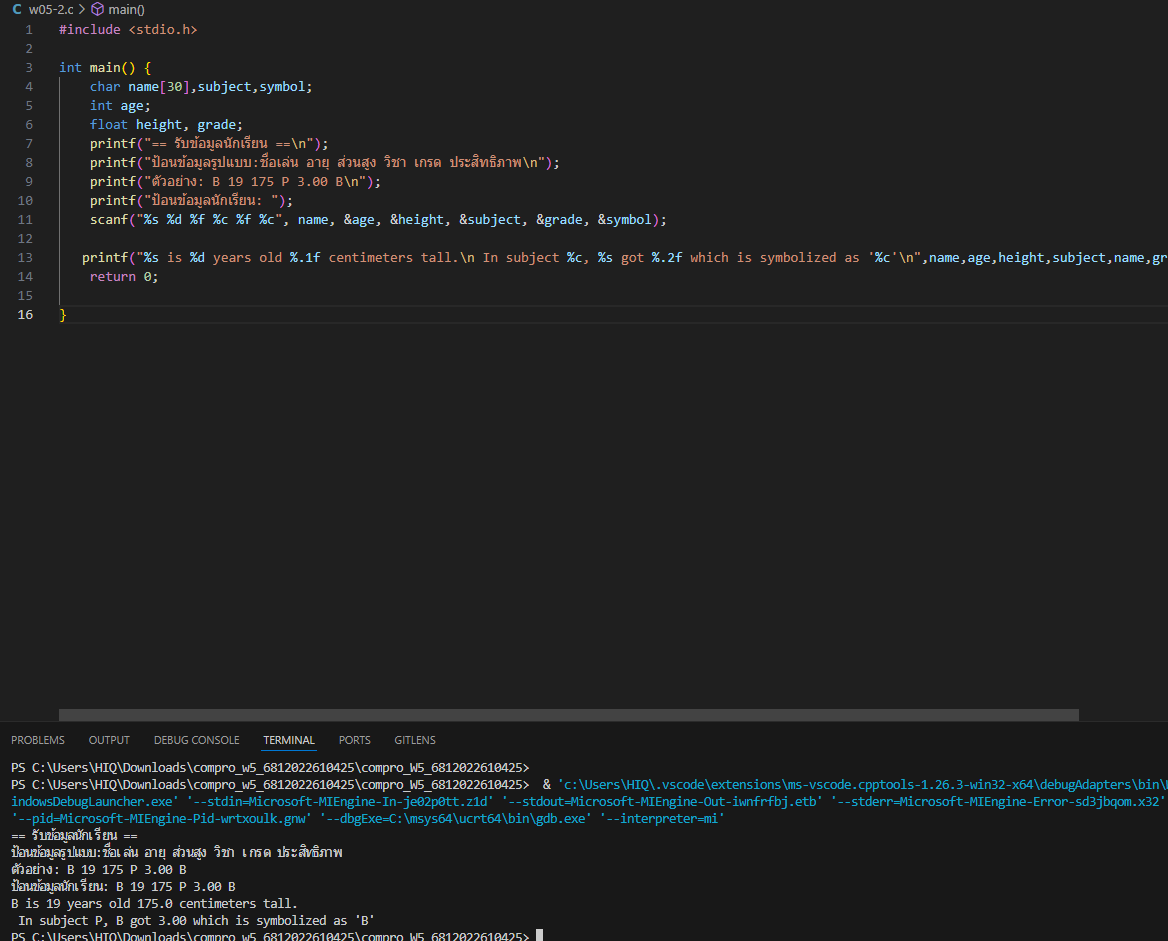 C w05-2.c > main()
1 #include <stdio.h>
2
3 int main() {
4 char name[30],subject,symbol;
5 int age;
6 float height, grade;
7 printf("== รับข้อมูลนักเรียน ==\n");
8 printf("ป้อนข้อมูลรูปแบบ:ชื่อเล่น อายุ ส่วนสูง วิชา เกรด ประสิทธิภาพ\n");
9 printf("ตัวอย่าง: B 19 175 P 3.00 B\n");
10 printf("ป้อนข้อมูลนักเรียน: ");
11 scanf("%s %d %f %c %f %c", name, &age, &height, &subject, &grade, &symbol);
12
13 printf("%s is %d years old %.1f centimeters tall.\n In subject %c, %s got %.2f which is symbolized as '%c'\n",name,age,height,subject,name,gr
14 return 0;
15
16 }
PROBLEMS OUTPUT DEBUG CONSOLE TERMINAL PORTS GITLENS
PS C:\Users\HIQ\Downloads\compro_w5_6812022610425\compro_W5_6812022610425>
PS C:\Users\HIQ\Downloads\compro_w5_6812022610425\compro_W5_6812022610425> & 'c:\Users\HIQ\.vscode\extensions\ms-vscode.cpptools-1.26.3-win32-x64\debugAdapters\bin\W
indowsDebugLauncher.exe' '--stdin=Microsoft-MIEngine-In-je02p0tt.z1d' '--stdout=Microsoft-MIEngine-Out-iwnfrfbj.etb' '--stderr=Microsoft-MIEngine-Error-sd3jbqom.x32'
'--pid=Microsoft-MIEngine-Pid-wrtxoulk.gnw' '--dbgExe=C:\msys64\ucrt64\bin\gdb.exe' '--interpreter=mi'
== รับข้อมูลนักเรียน ==
ป้อนข้อมูลรูปแบบ:ชื่อเล่น อายุ ส่วนสูง วิชา เกรด ประสิทธิภาพ
ตัวอย่าง: B 19 175 P 3.00 B
ป้อนข้อมูลนักเรียน: B 19 175 P 3.00 B
B is 19 years old 175.0 centimeters tall.
In subject P, B got 3.00 which is symbolized as 'B'
PS C:\Users\HIQ\Downloads\compro_w5_6812022610425\compro_W5_6812022610425>